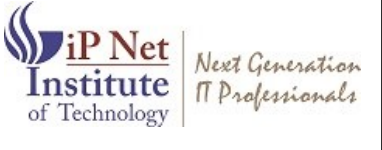 iP Net
Institute
of Technology
Next Generation
IT Professionals